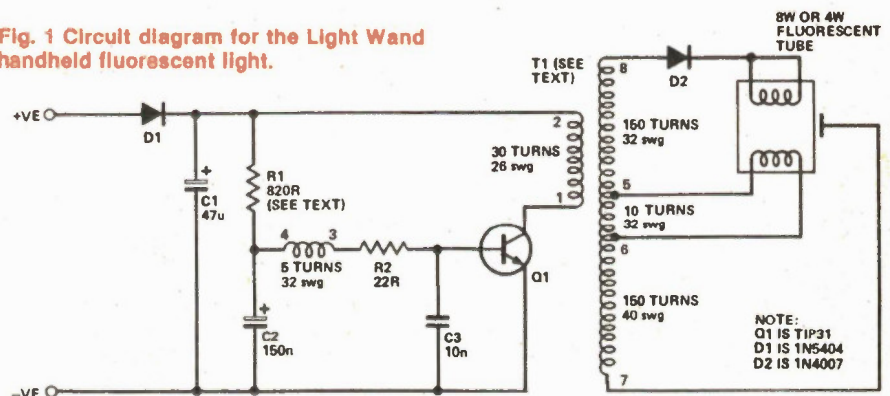 Fig. 1 Circuit diagram for the Light Wand
handheld fluorescent light.
8W OR 4W
FLUORESCENT
TUBE
T1 (SEE
TEXT)
8
D2
+VE
D1
2
150 TURNS
32 swg
30 TURNS
26 swg
R1
820R
(SEE TEXT)
+
C1
47u
1
5
10 TURNS
32 swg
4
3
6
5 TURNS
32 swg
R2
22R
Q1
150 TURNS
40 swg
+
C2
150n
C3
10n
NOTE:
Q1 IS TIP31
D1 IS 1N5404
D2 IS 1N4007
7
-VE